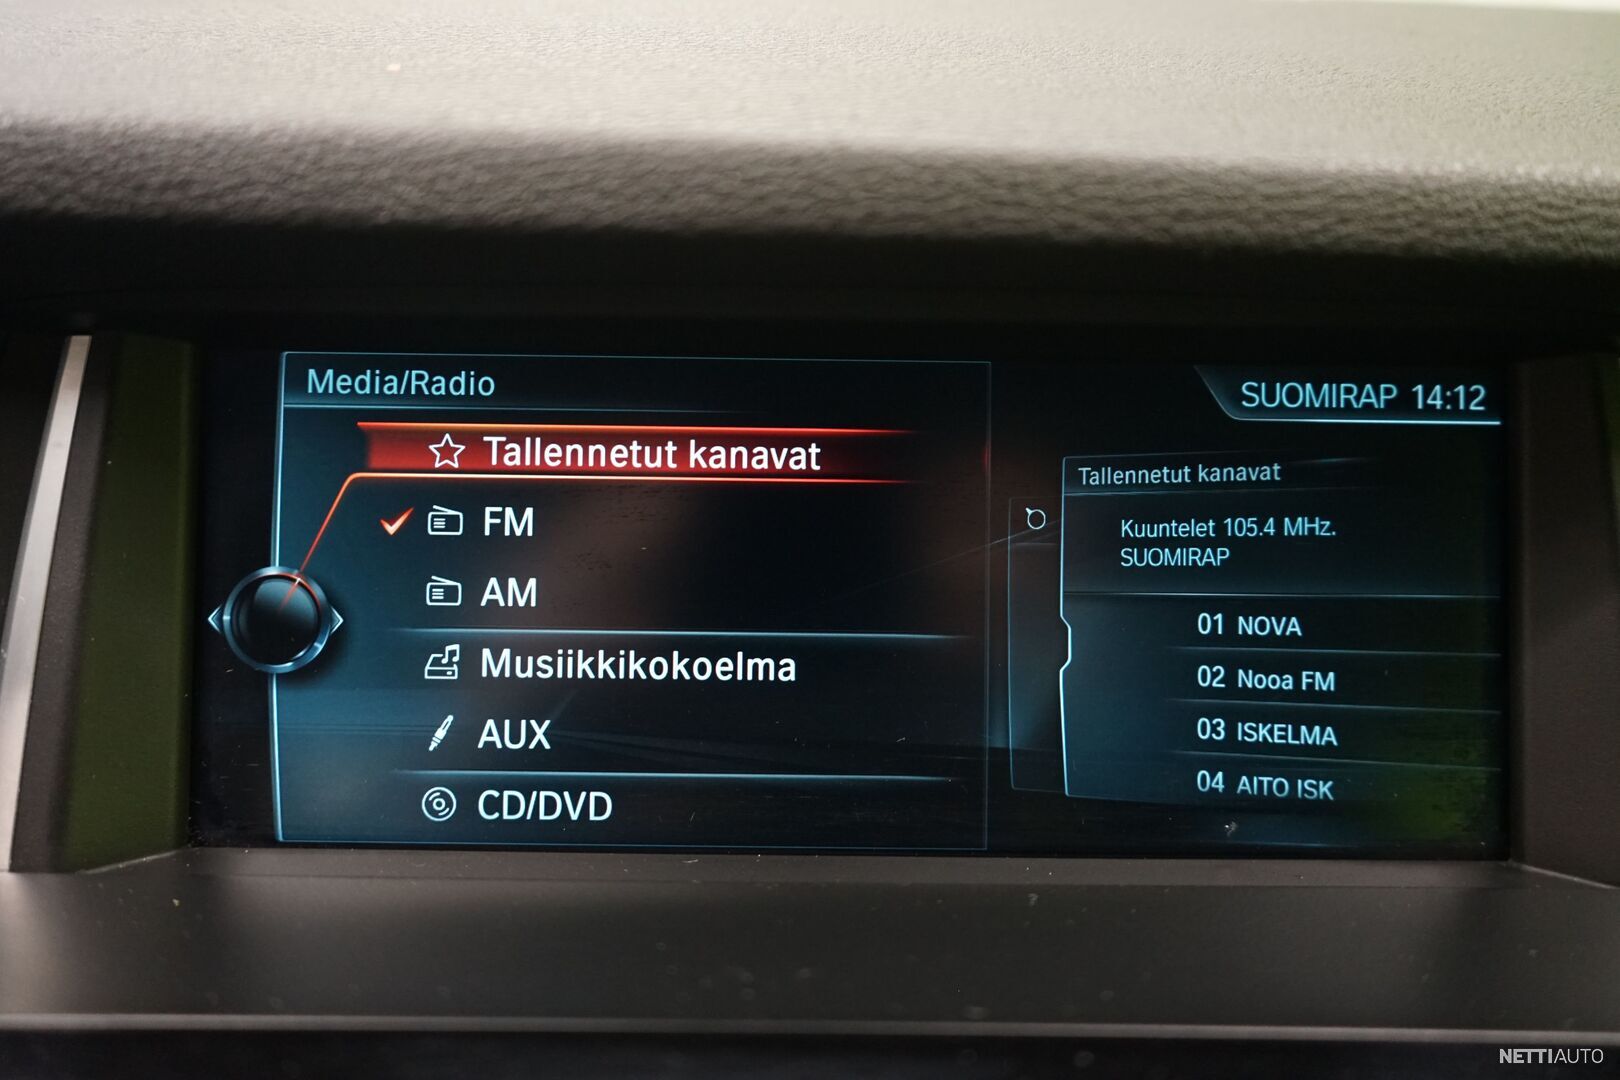 Media/Radio
SUOMIRAP 14:12
Tallennetut kanavat
FM
AM
Musiikkikokoelma
AUX
CD/DVD
Tallennetut kanavat
Kuuntelet 105.4 MHz.
SUOMIRAP
01 NOVA
02 Nooa FM
03 ISKELMA
04 AITO ISK
NETTIAUTO